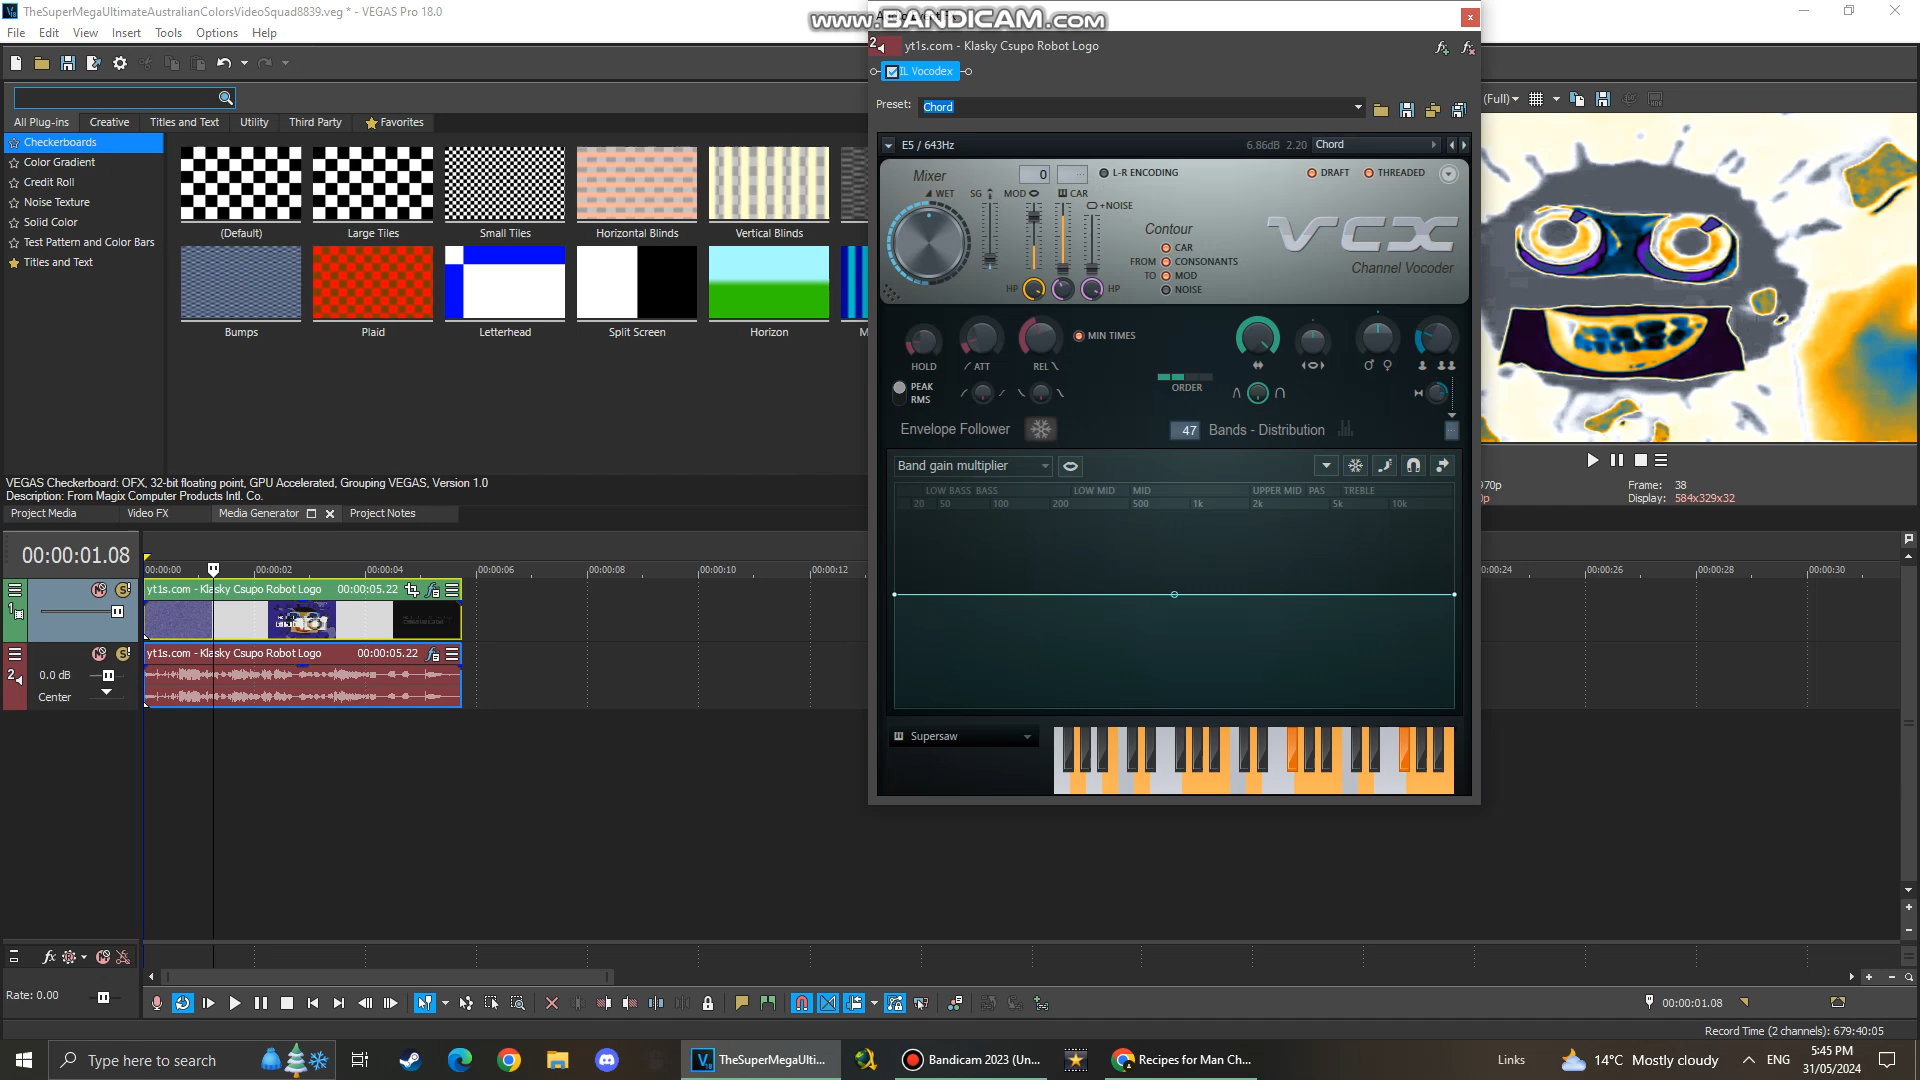 TheSuperMegaUltimateAustralianColorsVideoSquad8839.veg * - VEGAS Pro 18.0
www.BANDICAM.com
File Edit View Insert Tools Options Help
yt1s.com - Klasky Csupo Robot Logo
IL Vocodex
Preset: Chord
(Full)
All Plug-ins Creative Titles and Text Utility Third Party Favorites
Checkerboards
Color Gradient
Credit Roll
Noise Texture
Solid Color
Test Pattern and Color Bars
Titles and Text
(Default) Large Tiles Small Tiles Horizontal Blinds Vertical Blinds
Bumps Plaid Letterhead Split Screen Horizon M
E5 / 643Hz 6.86dB 2.20 Chord
Mixer 0 L-R ENCODING DRAFT THREADED
WET SG MOD CAR
+NOISE
Contour
CAR
FROM CONSONANTS
TO MOD
NOISE
HP HP
VCX
Channel Vocoder
MIN TIMES
HOLD ATT REL
PEAK
RMS
ORDER
Envelope Follower 47 Bands - Distribution
Band gain multiplier
LOW BASS BASS LOW MID MID UPPER MID PAS TREBLE
20 50 100 200 500 1k 2k 5k 10k
Supersaw
VEGAS Checkerboard: OFX, 32-bit floating point, GPU Accelerated, Grouping VEGAS, Version 1.0
Description: From Magix Computer Products Intl. Co.
Project Media Video FX Media Generator Project Notes
970p Frame: 38
0p Display: 584x329x32
00:00:01.08
00:00:00 00:00:02 00:00:04 00:00:06 00:00:08 00:00:10 00:00:12 0:00:24 00:00:26 00:00:28 00:00:30
1 yt1s.com - Klasky Csupo Robot Logo 00:00:05.22
2 yt1s.com - Klasky Csupo Robot Logo 00:00:05.22
0.0 dB
Center
Rate: 0.00
00:00:01.08
Record Time (2 channels): 679:40:05
Type here to search
TheSuperMegaUlti...
Bandicam 2023 (Un...
Recipes for Man Ch...
Links
14°C Mostly cloudy
ENG
5:45 PM
31/05/2024